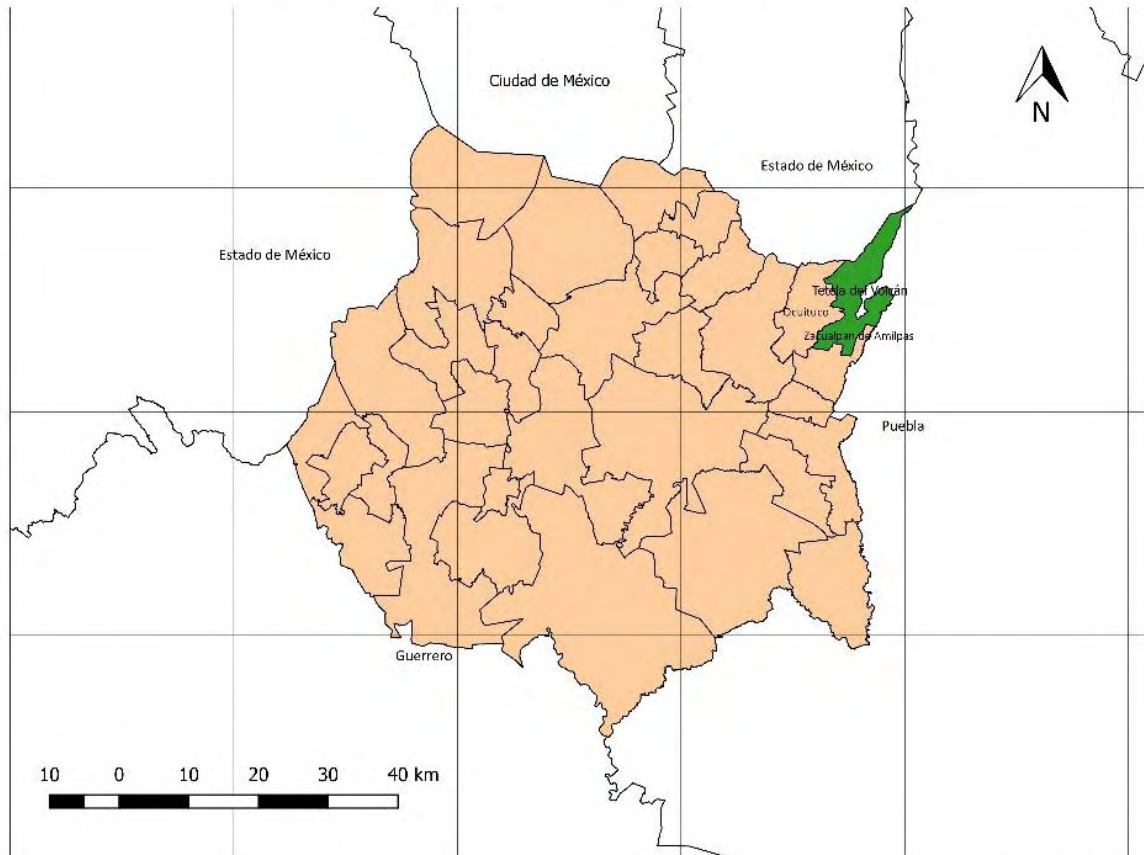 Ciudad de México
N
Estado de México
Estado de México
Tetela del Volcán
Ocuituco
Zacualpan de Amilpas
Puebla
Guerrero
10 0 10 20 30 40 km